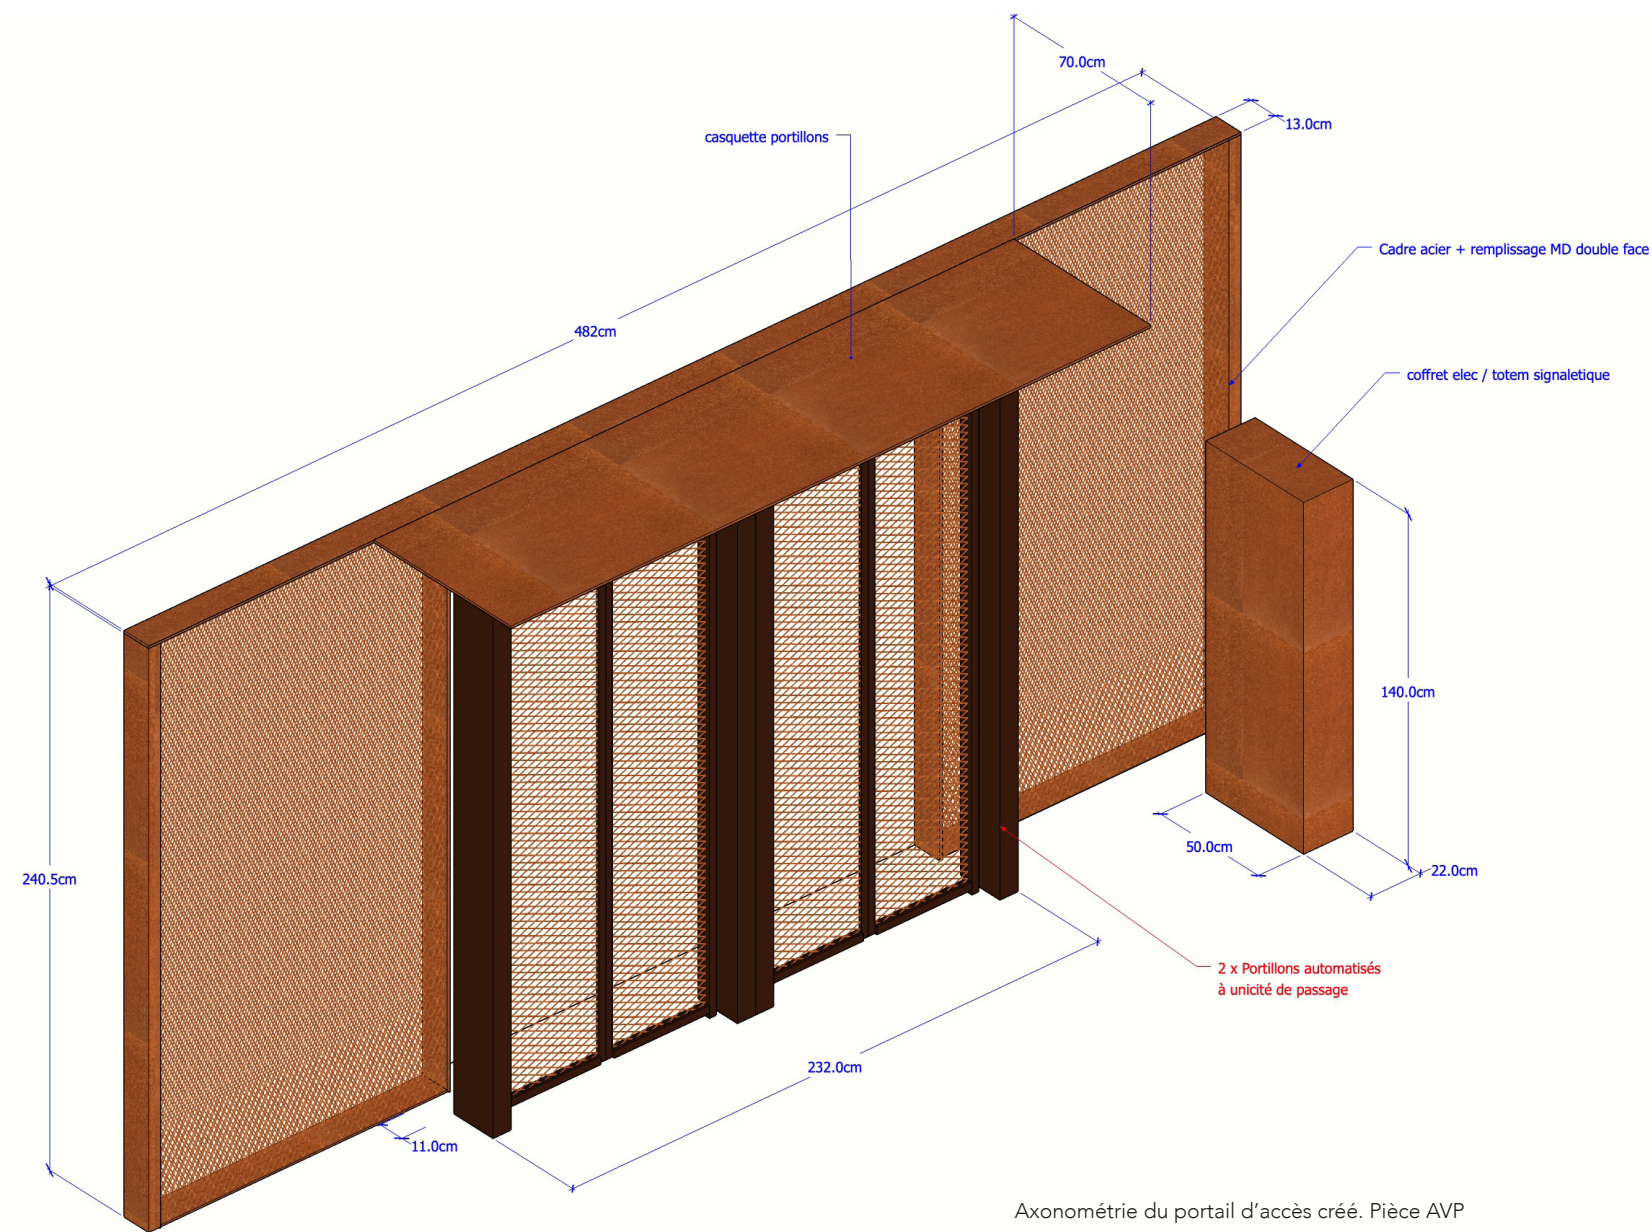 70.0cm
13.0cm
casquette portillons
Cadre acier + remplissage MD double face
482cm
coffret elec / totem signaletique
140.0cm
50.0cm
22.0cm
240.5cm
2 x Portillons automatisés
à unicité de passage
232.0cm
11.0cm
Axonométrie du portail d'accès créé. Pièce AVP